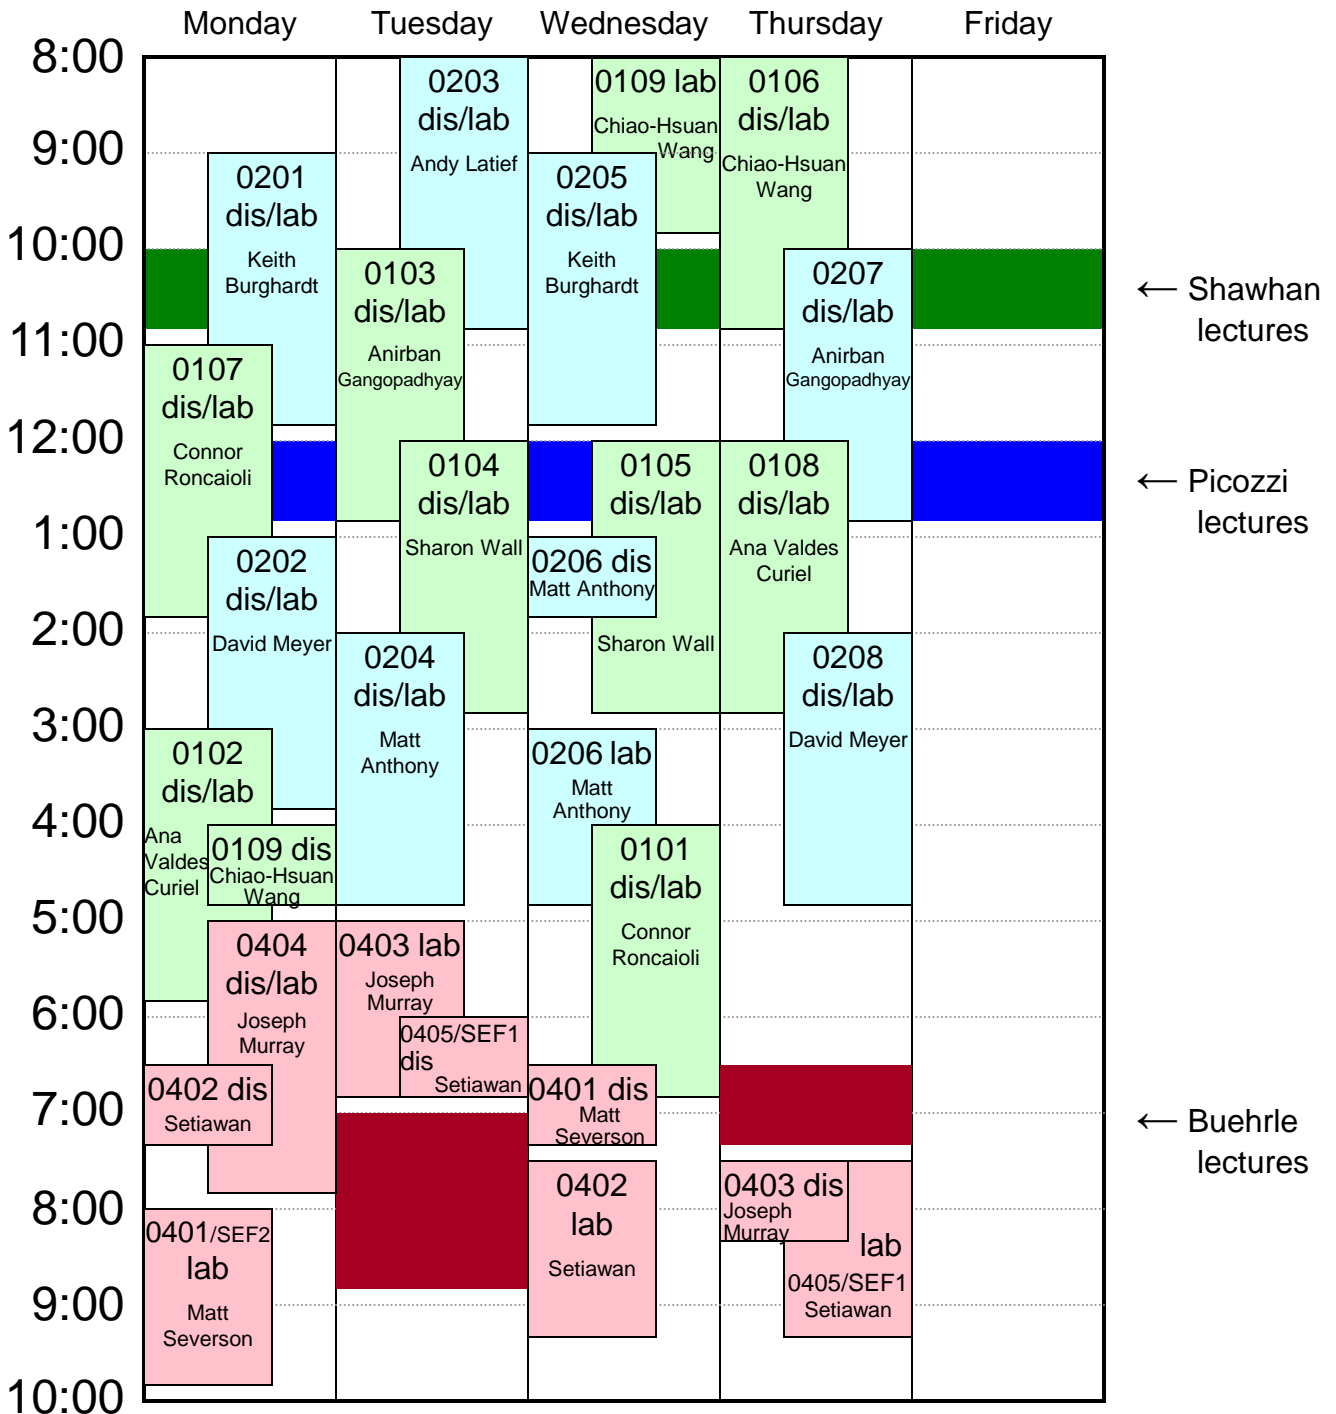 Monday Tuesday Wednesday Thursday Friday
8:00
9:00
10:00
11:00
12:00
1:00
2:00
3:00
4:00
5:00
6:00
7:00
8:00
9:00
10:00
0201
dis/lab
Keith
Burghardt
0107
dis/lab
Connor
Roncaioli
0202
dis/lab
David Meyer
0102
dis/lab
Ana
Valdes
Curiel
0109 dis
Chiao-Hsuan
Wang
0404
dis/lab
Joseph
Murray
0402 dis
Setiawan
0401/SEF2
lab
Matt
Severson
0203
dis/lab
Andy Latief
0103
dis/lab
Anirban
Gangopadhyay
0104
dis/lab
Sharon Wall
0204
dis/lab
Matt
Anthony
0403 lab
Joseph
Murray
0405/SEF1
dis
Setiawan
0109 lab
Chiao-Hsuan
Wang
0205
dis/lab
Keith
Burghardt
0105
dis/lab
Sharon Wall
0206 dis
Matt Anthony
0206 lab
Matt
Anthony
0101
dis/lab
Connor
Roncaioli
0401 dis
Matt
Severson
0402
lab
Setiawan
0106
dis/lab
Chiao-Hsuan
Wang
0207
dis/lab
Anirban
Gangopadhyay
0108
dis/lab
Ana Valdes
Curiel
0208
dis/lab
David Meyer
0403 dis
Joseph
Murray
lab
0405/SEF1
Setiawan
← Shawhan
lectures
← Picozzi
lectures
← Buehrle
lectures